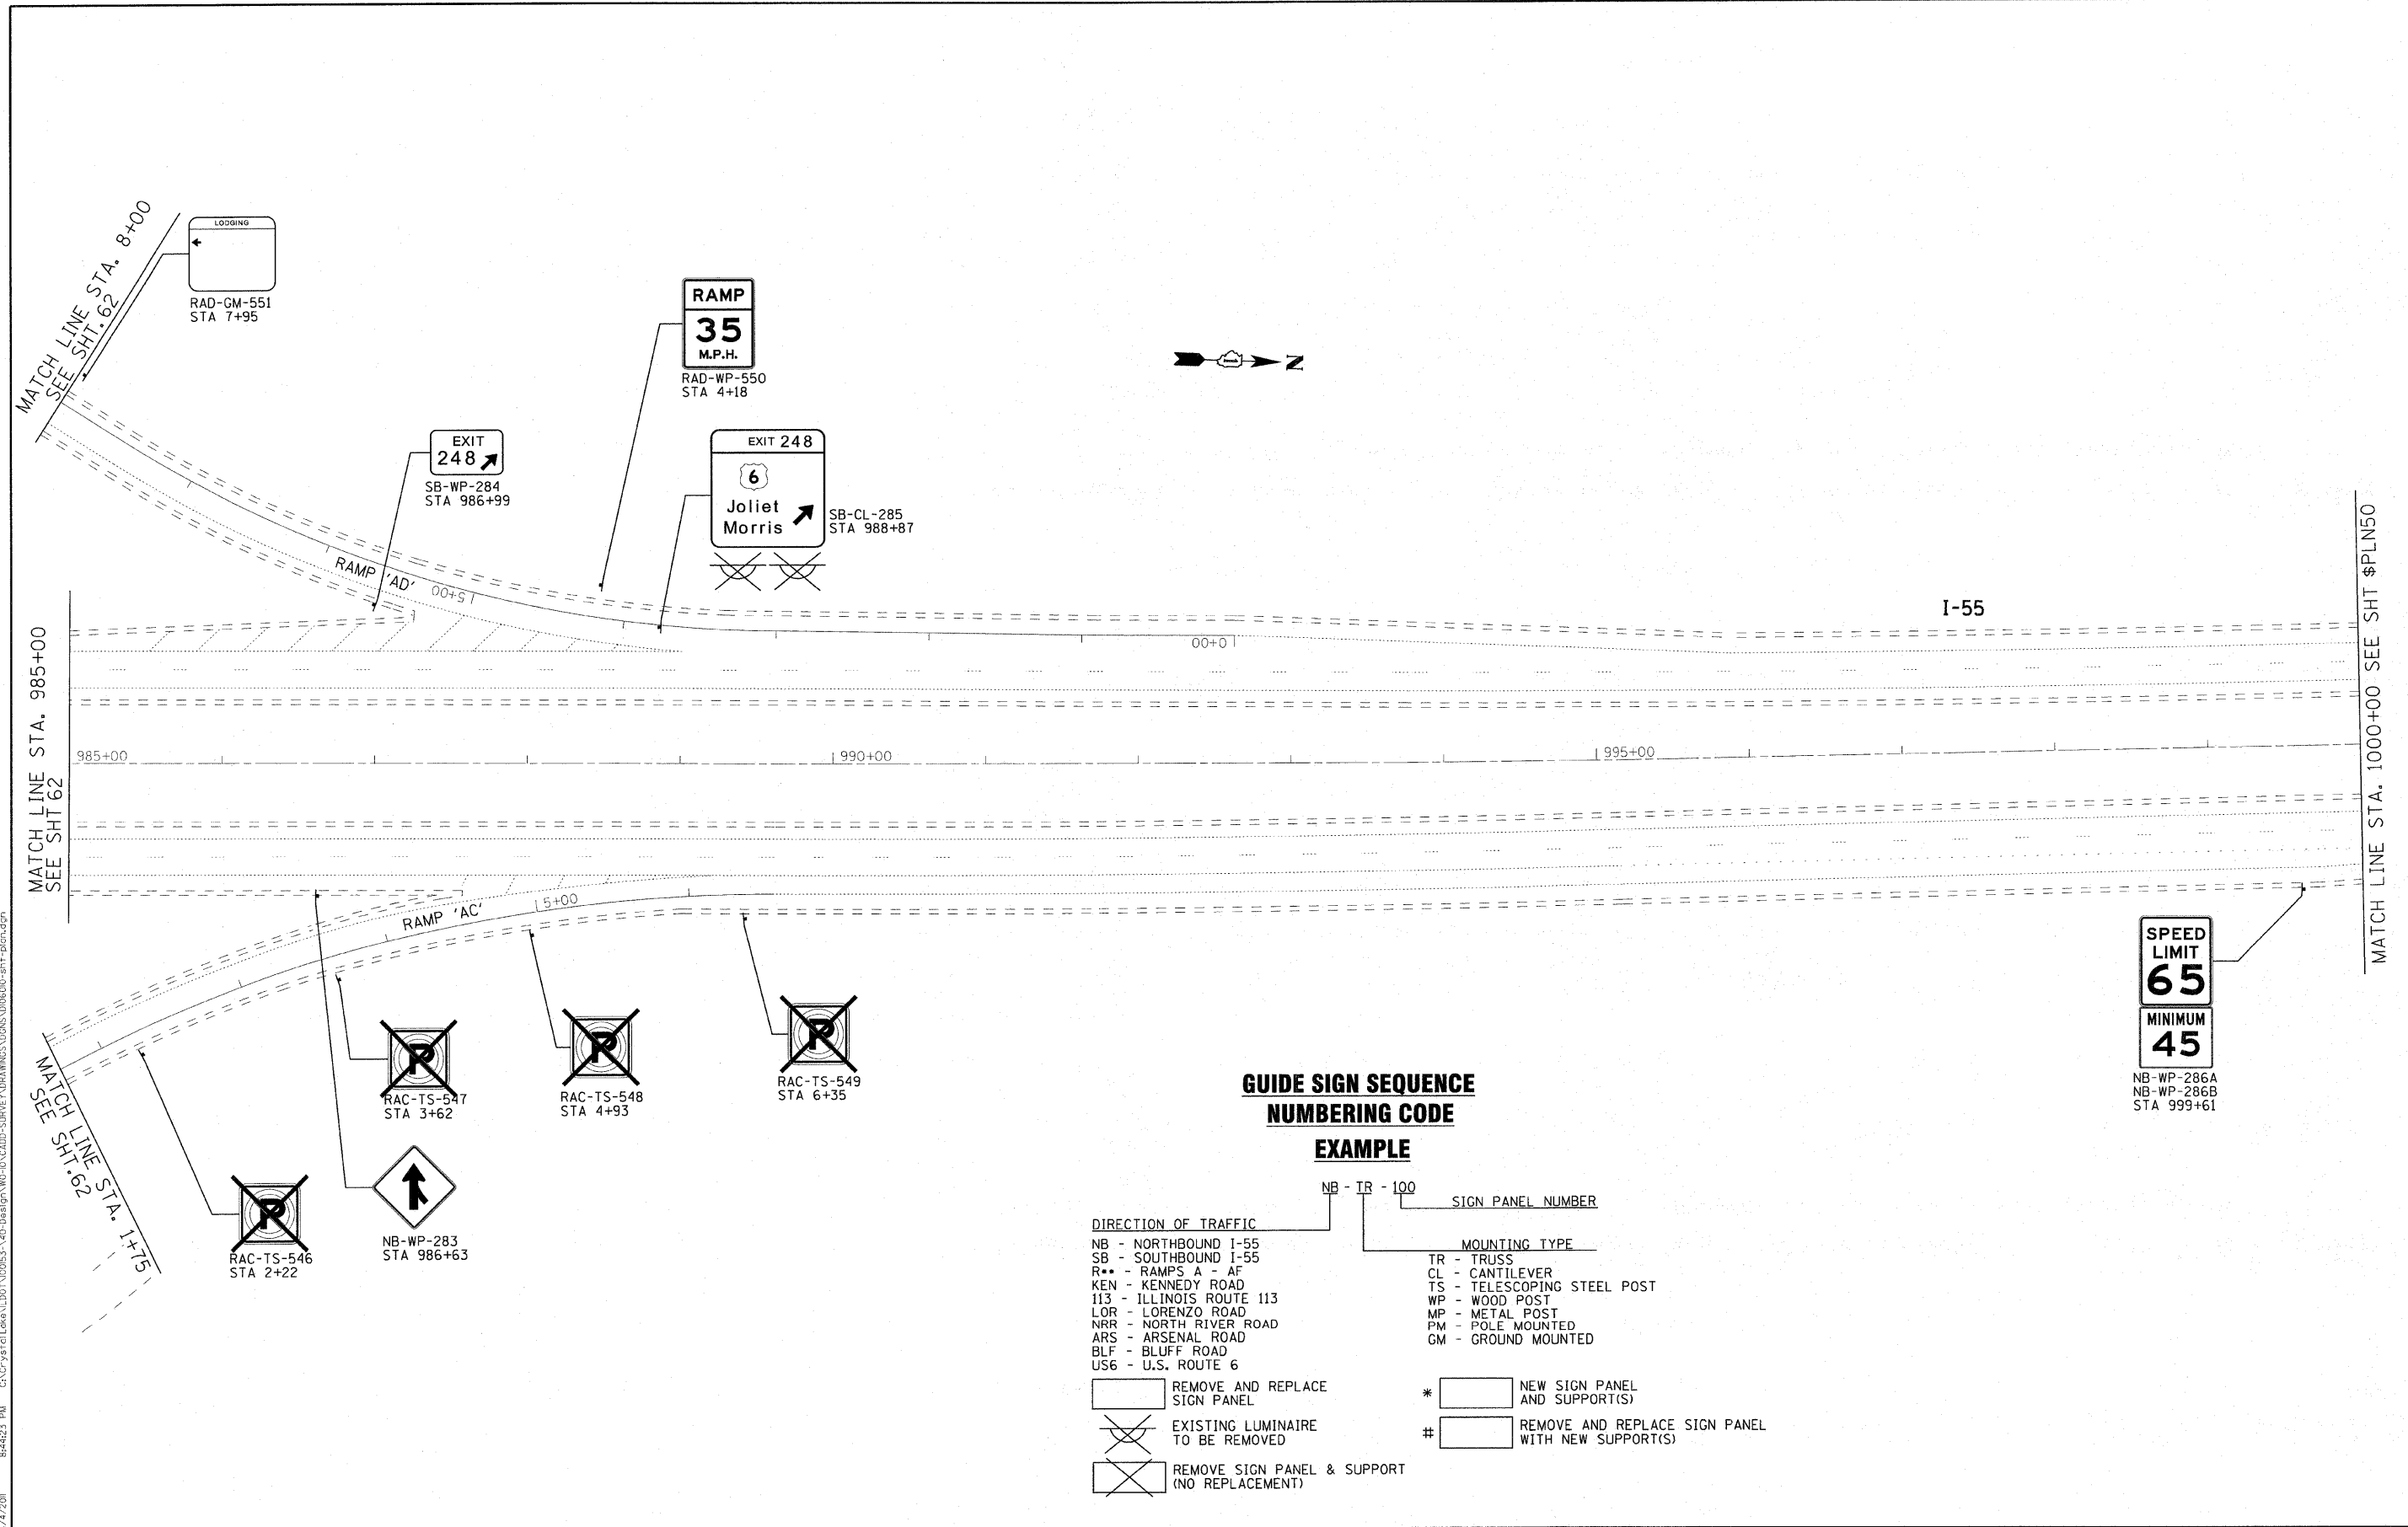 MATCH LINE STA. 8+00
SEE SHT.62
LODGING
RAD-GM-551
STA 7+95
RAMP
35
M.P.H.
RAD-WP-550
STA 4+18
N
EXIT
248
SB-WP-284
STA 986+99
EXIT 248
6
Joliet
Morris
SB-CL-285
STA 988+87
RAMP 'AD'
5+00
0+00
I-55
MATCH LINE STA. 985+00
SEE SHT 62
985+00
990+00
995+00
MATCH LINE STA. 1000+00 SEE SHT $PLN50
RAMP 'AC'
5+00
MATCH LINE STA. 1+75
SEE SHT.62
P
RAC-TS-546
STA 2+22
P
RAC-TS-547
STA 3+62
NB-WP-283
STA 986+63
P
RAC-TS-548
STA 4+93
P
RAC-TS-549
STA 6+35
SPEED
LIMIT
65
MINIMUM
45
NB-WP-286A
NB-WP-286B
STA 999+61
GUIDE SIGN SEQUENCE
NUMBERING CODE
EXAMPLE
NB - TR - 100
SIGN PANEL NUMBER
DIRECTION OF TRAFFIC
NB - NORTHBOUND I-55
SB - SOUTHBOUND I-55
R** - RAMPS A - AF
KEN - KENNEDY ROAD
113 - ILLINOIS ROUTE 113
LOR - LORENZO ROAD
NRR - NORTH RIVER ROAD
ARS - ARSENAL ROAD
BLF - BLUFF ROAD
US6 - U.S. ROUTE 6
MOUNTING TYPE
TR - TRUSS
CL - CANTILEVER
TS - TELESCOPING STEEL POST
WP - WOOD POST
MP - METAL POST
PM - POLE MOUNTED
GM - GROUND MOUNTED
REMOVE AND REPLACE
SIGN PANEL
EXISTING LUMINAIRE
TO BE REMOVED
REMOVE SIGN PANEL & SUPPORT
(NO REPLACEMENT)
* NEW SIGN PANEL
AND SUPPORT(S)
# REMOVE AND REPLACE SIGN PANEL
WITH NEW SUPPORT(S)
8:44:23 PM